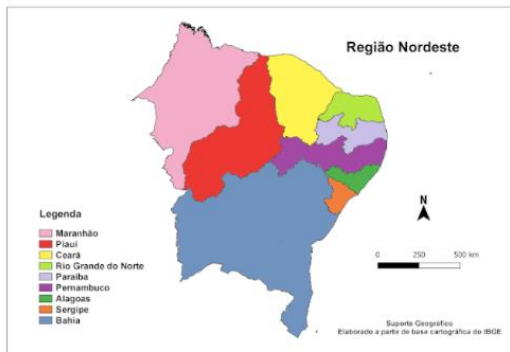 Região Nordeste
Legenda
Maranhão
Piauí
Ceará
Rio Grande do Norte
Paraíba
Pernambuco
Alagoas
Sergipe
Bahia
N
0 250 500 km
Suporte Geográfico
Elaborado a partir de base cartográfica do IBGE